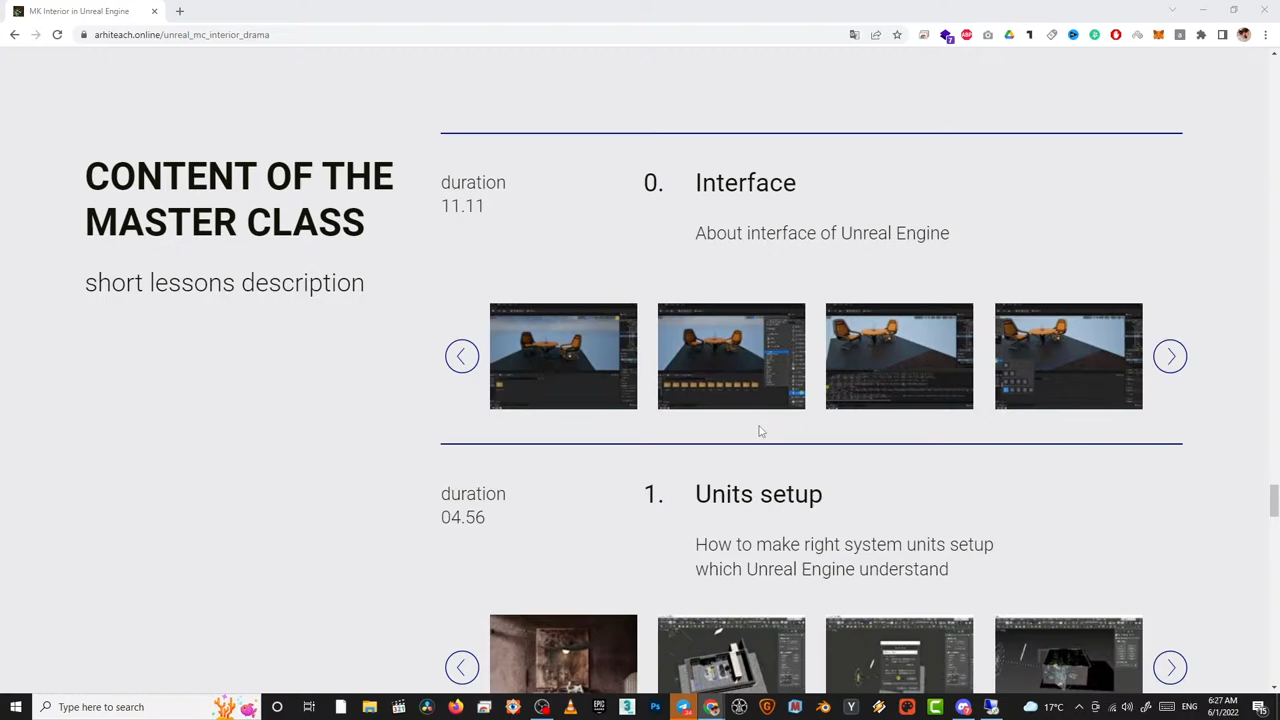 MK Interior in Unreal Engine
arhiteach.online/unreal_mc_interior_drama
CONTENT OF THE
MASTER CLASS
short lessons description
duration
11.11
0. Interface
About interface of Unreal Engine
duration
04.56
1. Units setup
How to make right system units setup
which Unreal Engine understand
Type here to search
17°C
ENG
6:27 AM
6/1/2022